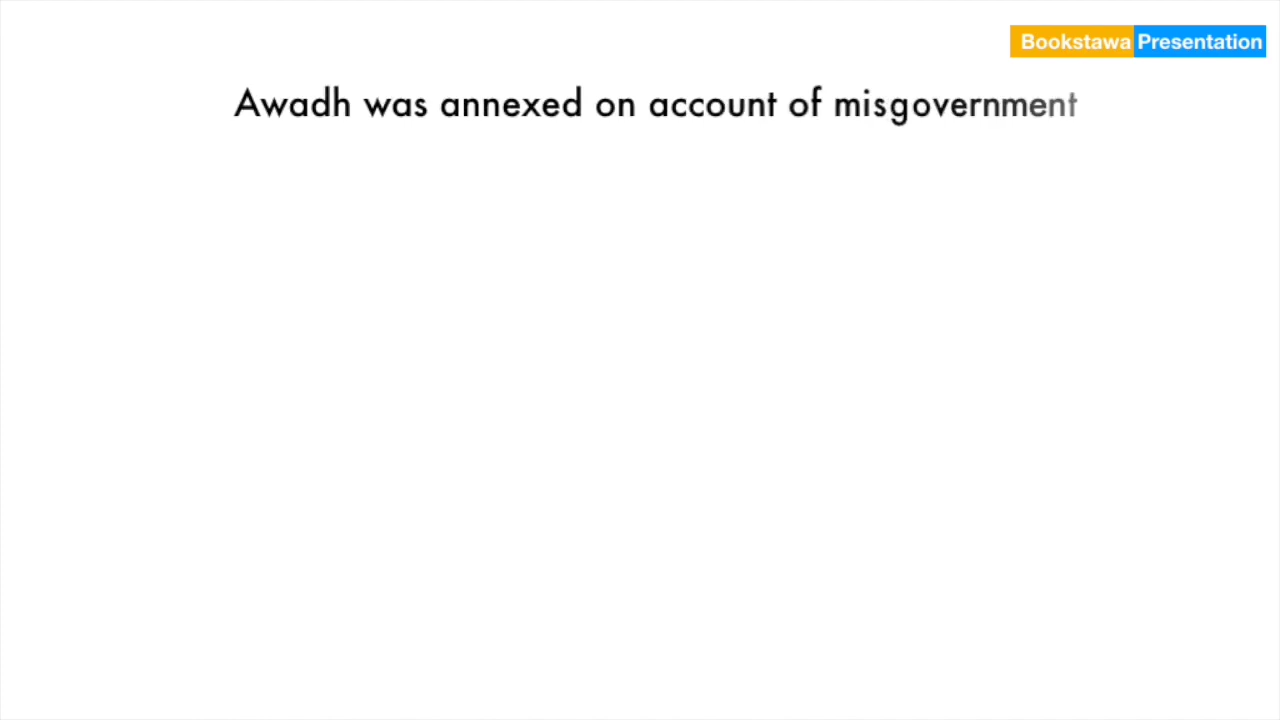 Bookstawa Presentation
Awadh was annexed on account of misgovernment